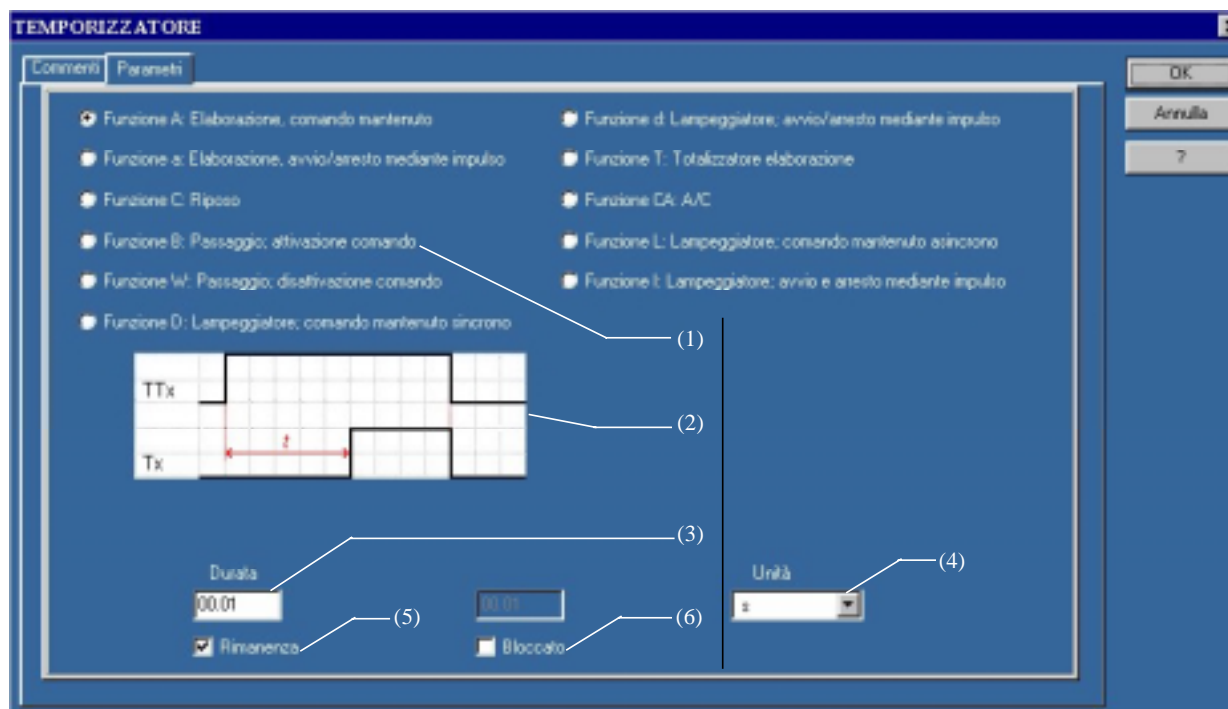 TEMPORIZZATORE
Commenti Parametri
OK
Annulla
?
Funzione A: Elaborazione, comando mantenuto
Funzione a: Elaborazione, avvio/arresto mediante impulso
Funzione C: Riposo
Funzione B: Passaggio; attivazione comando
Funzione W: Passaggio; disattivazione comando
Funzione D: Lampeggiatore; comando mantenuto sincrono
Funzione d: Lampeggiatore; avvio/arresto mediante impulso
Funzione T: Totalizzatore elaborazione
Funzione CA: A/C
Funzione L: Lampeggiatore; comando mantenuto asincrono
Funzione l: Lampeggiatore; avvio e arresto mediante impulso
(1)
TTx
(2)
t
Tx
(3)
(4)
Durata
Unità
00.01
00.01
s
(5)
(6)
Rimanenza
Bloccato